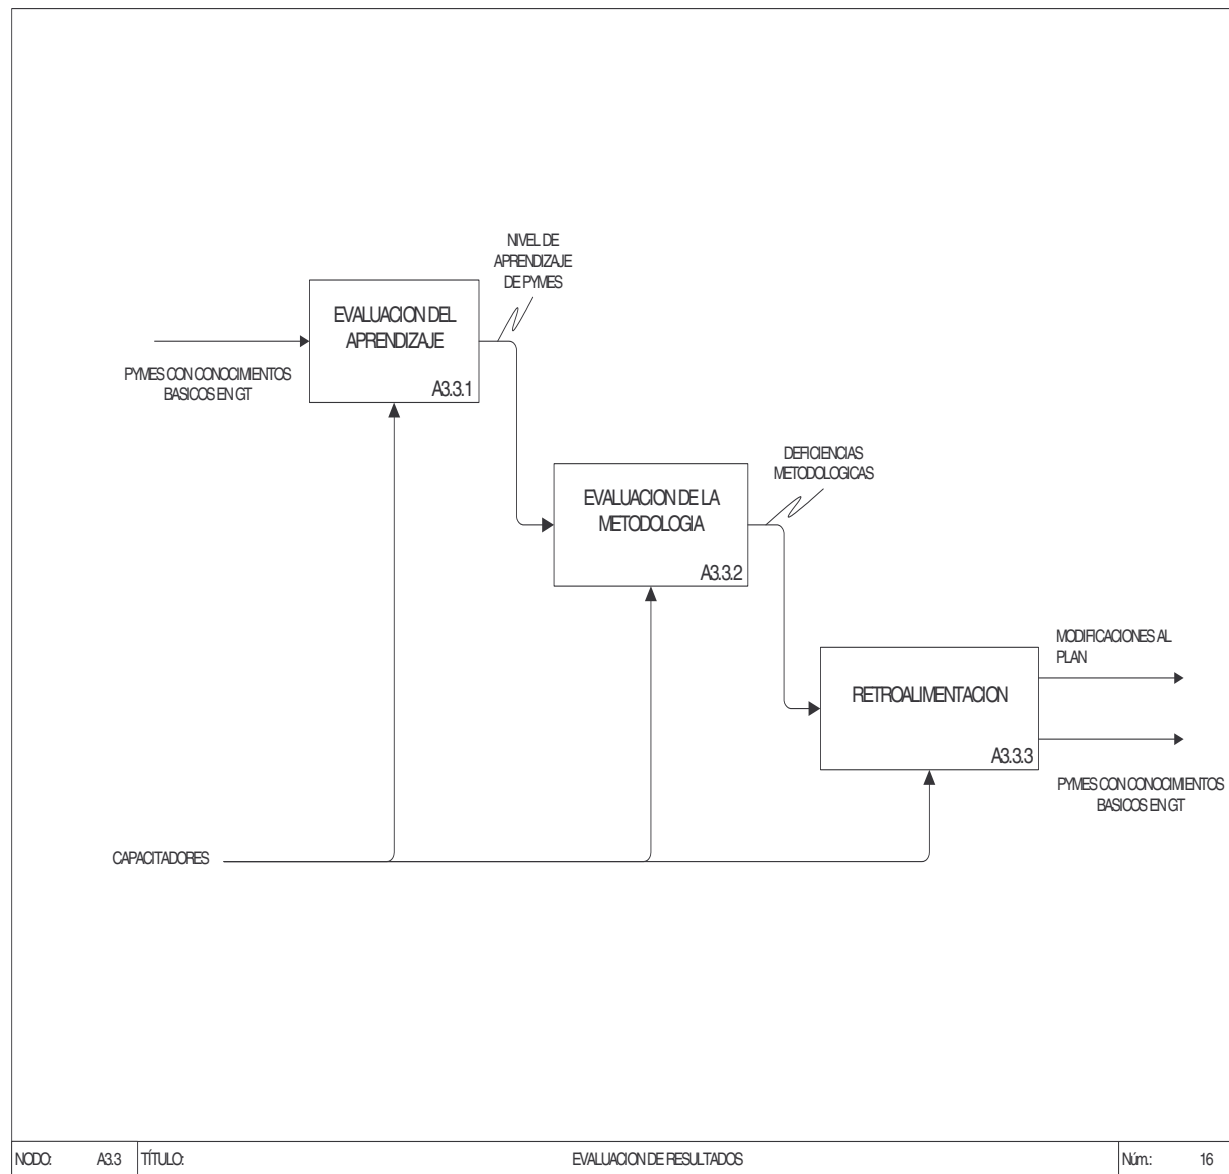 NIVEL DE
APRENDIZAJE
DE PYMES
EVALUACION DEL
APRENDIZAJE
A3.3.1
PYMES CON CONOCIMIENTOS
BASICOS EN GT
DEFICIENCIAS
METODOLOGICAS
EVALUACION DE LA
METODOLOGIA
A3.3.2
MODIFICACIONES AL
PLAN
RETROALIMENTACION
A3.3.3
PYMES CON CONOCIMIENTOS
BASICOS EN GT
CAPACITADORES
NODO: A3.3 TÍTULO: EVALUACION DE RESULTADOS Núm.: 16